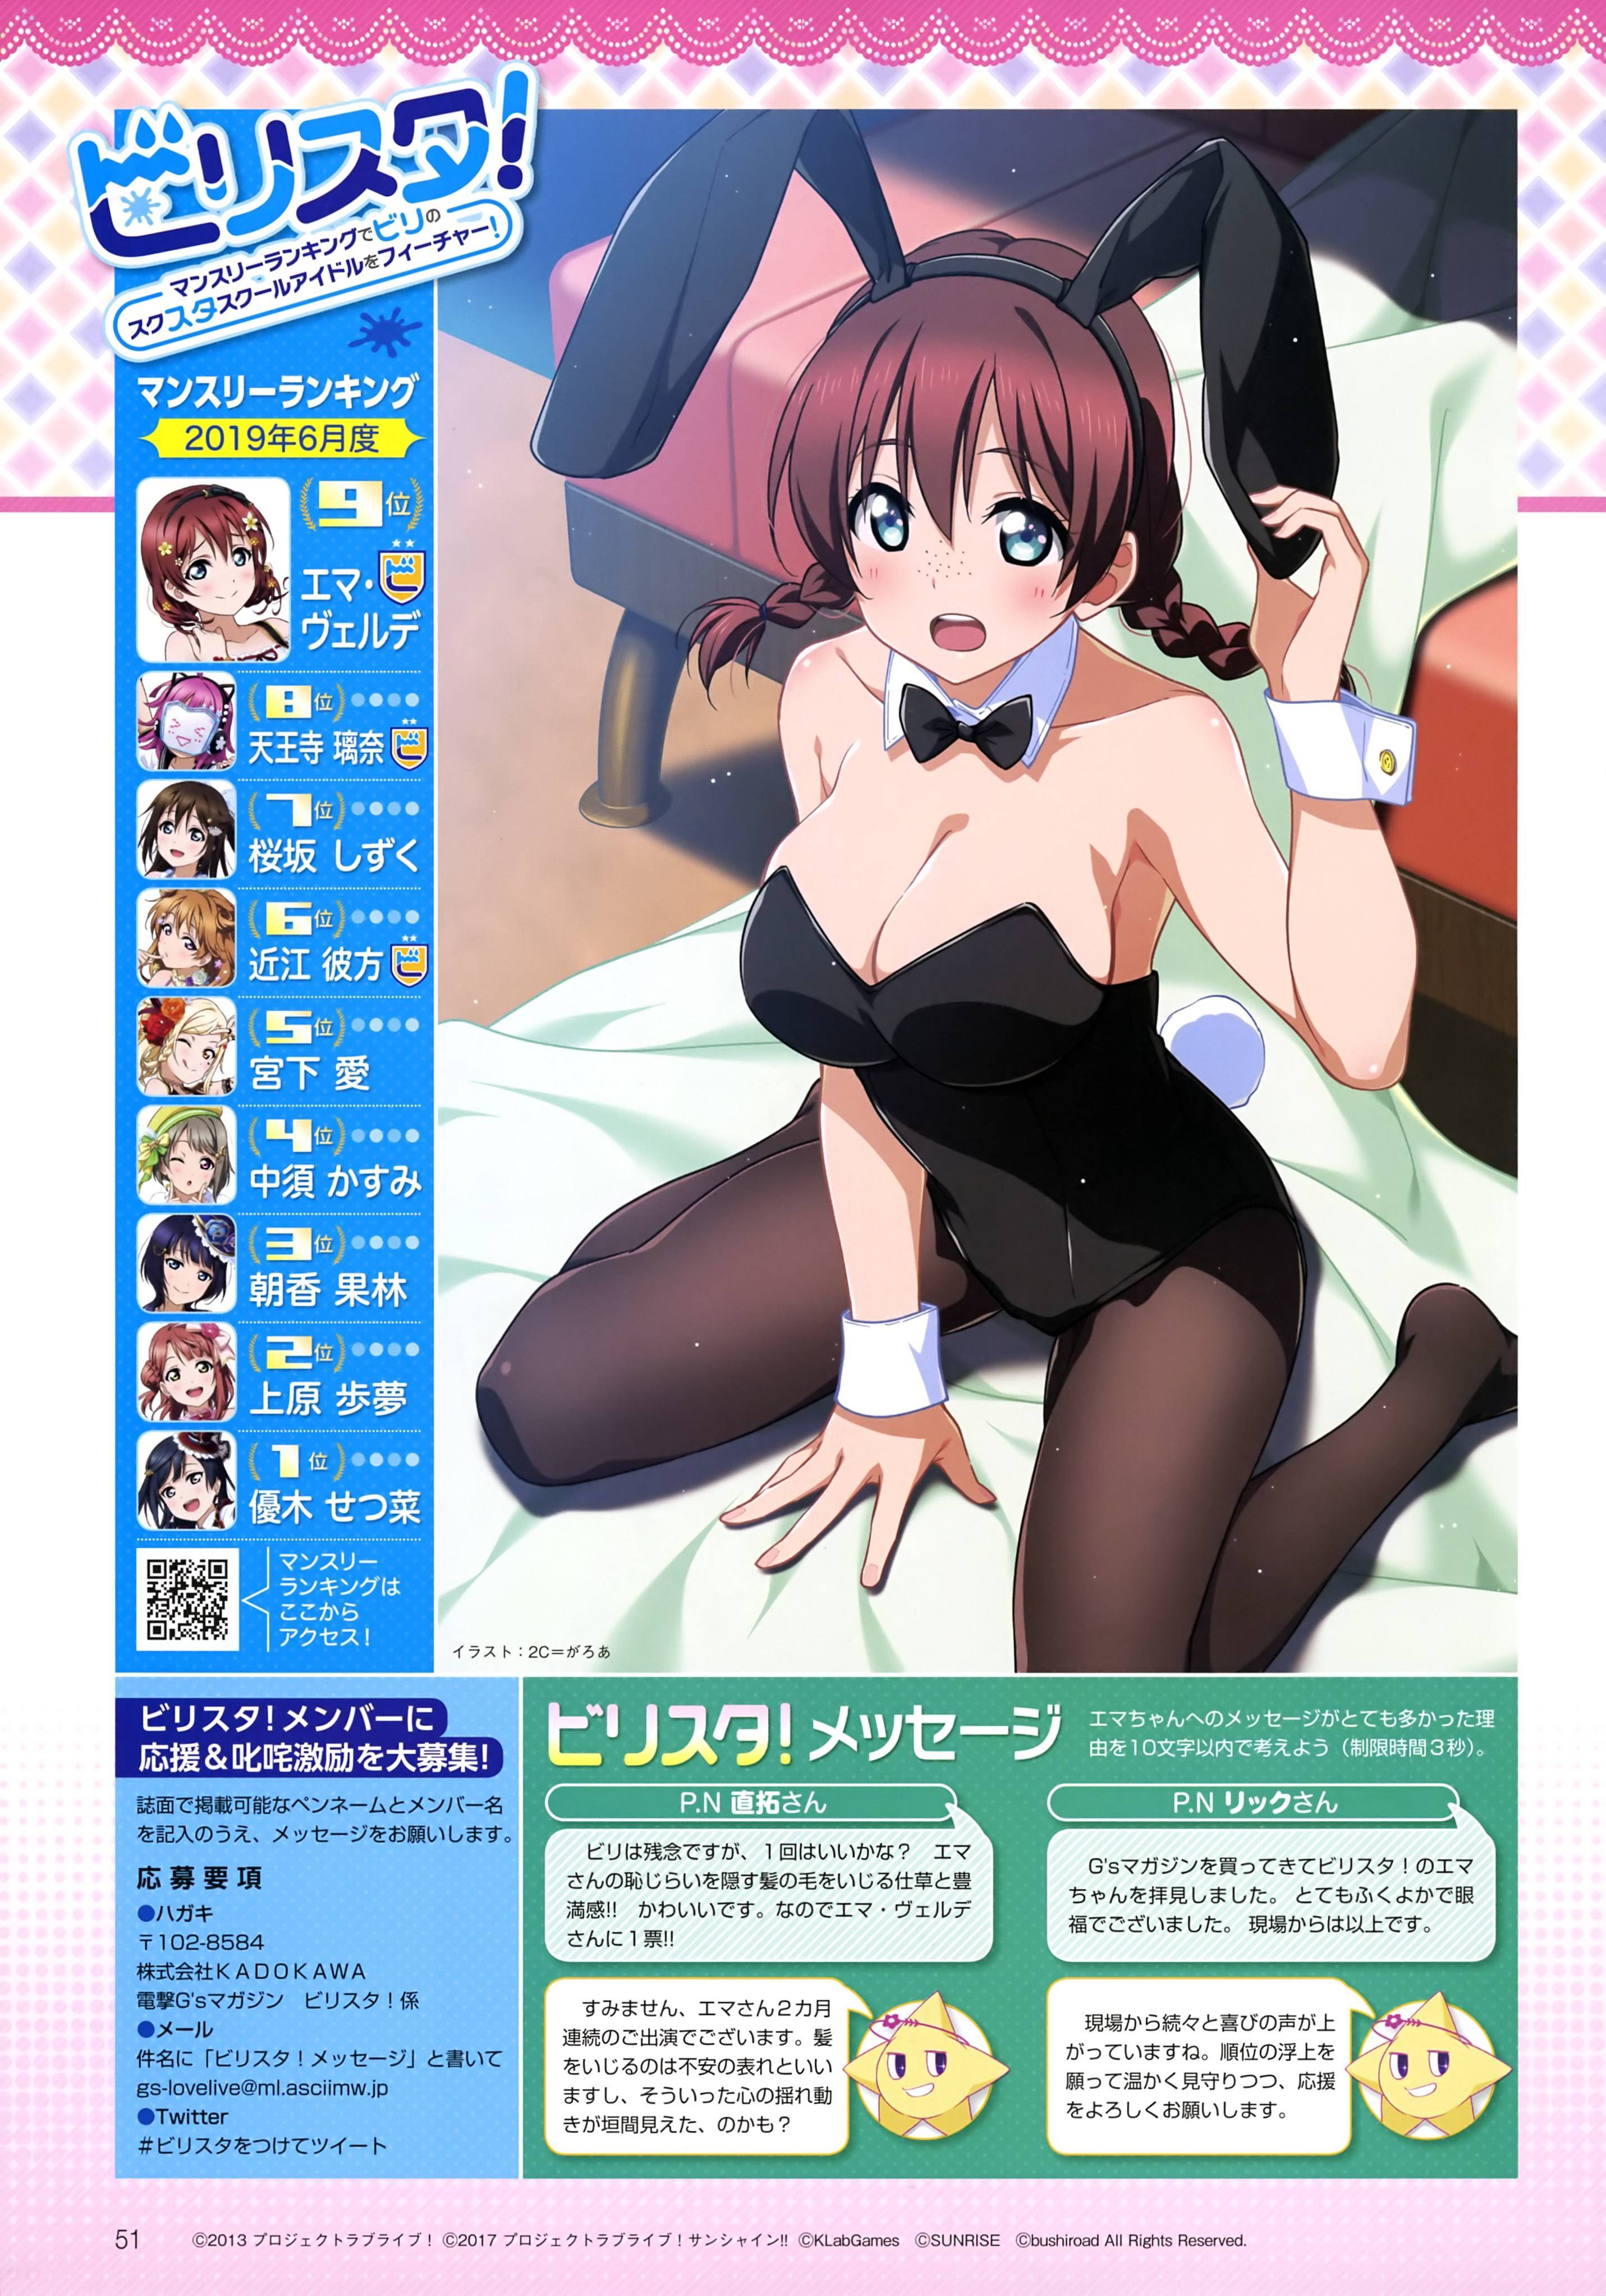 ビリスタ!
マンスリーランキングでビリの
スクスタスクールアイドルをフィーチャー!
マンスリーランキング
2019年6月度
9位
エマ・
ヴェルデ
8位
天王寺 璃奈
7位
桜坂 しずく
6位
近江 彼方
5位
宮下 愛
4位
中須 かすみ
3位
朝香 果林
2位
上原 歩夢
1位
優木 せつ菜
マンスリー
ランキングは
ここから
アクセス!
イラスト:2C=がろあ
ビリスタ!メンバーに
応援&叱咤激励を大募集!
誌面で掲載可能なペンネームとメンバー名
を記入のうえ、メッセージをお願いします。
応募要項
●ハガキ
〒102-8584
株式会社KADOKAWA
電撃G'sマガジン ビリスタ!係
●メール
件名に「ビリスタ!メッセージ」と書いて
gs-lovelive@ml.asciimw.jp
●Twitter
#ビリスタをつけてツイート
ビリスタ!メッセージ
エマちゃんへのメッセージがとても多かった理
由を10文字以内で考えよう(制限時間3秒)。
P.N 直拓さん
ビリは残念ですが、1回はいいかな? エマ
さんの恥じらいを隠す髪の毛をいじる仕草と豊
満感!! かわいいです。なのでエマ・ヴェルデ
さんに1票!!
すみません、エマさん2カ月
連続のご出演でございます。髪
をいじるのは不安の表れといい
ますし、そういった心の揺れ動
きが垣間見えた、のかも?
P.N リックさん
G'sマガジンを買ってきてビリスタ!のエマ
ちゃんを拝見しました。とてもふくよかで眼
福でございました。現場からは以上です。
現場から続々と喜びの声が上
がっていますね。順位の浮上を
願って温かく見守りつつ、応援
をよろしくお願いします。
51
©2013 プロジェクトラブライブ! ©2017 プロジェクトラブライブ!サンシャイン!! ©KLabGames ©SUNRISE ©bushiroad All Rights Reserved.